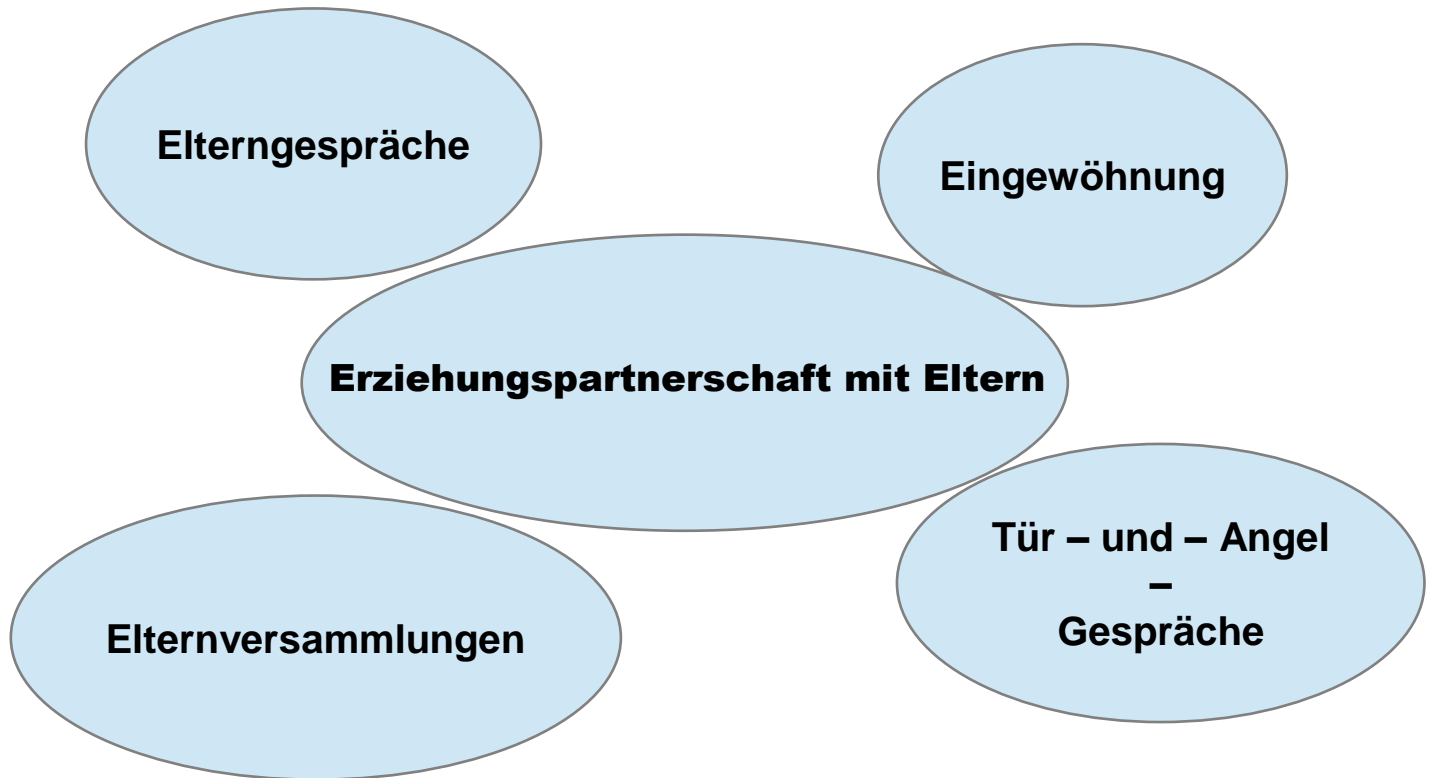 Elterngespräche
Eingewöhnung
Erziehungspartnerschaft mit Eltern
Tür – und – Angel
–
Gespräche
Elternversammlungen